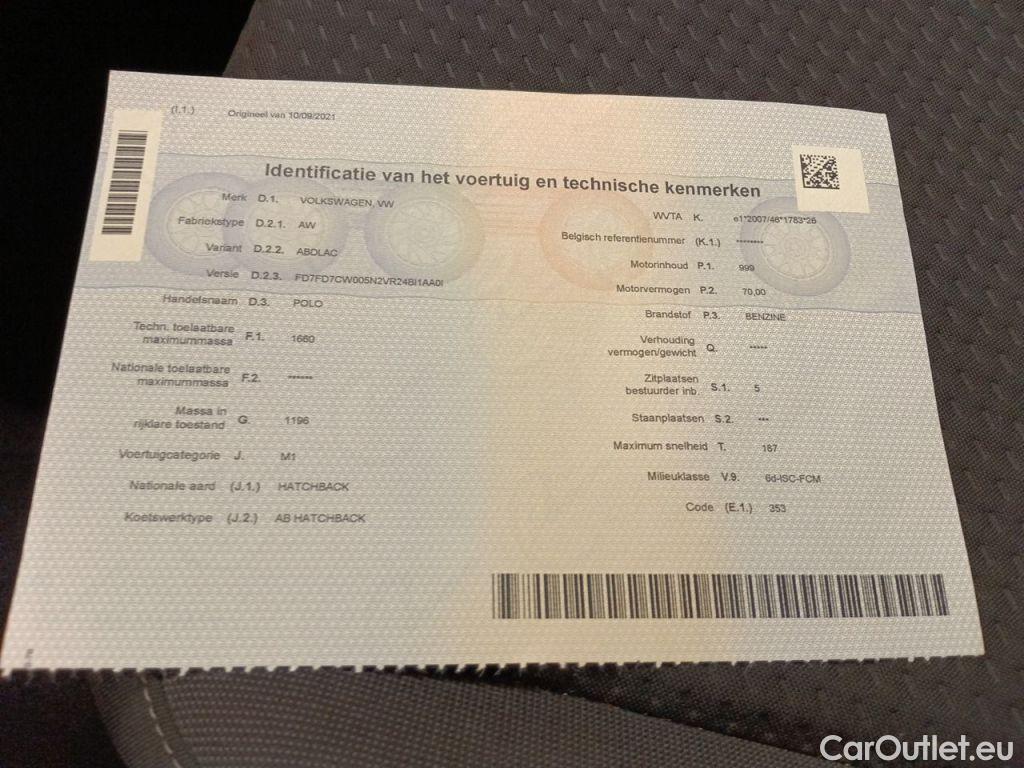 (I.1.) Origineel van 10/09/2021
Identificatie van het voertuig en technische kenmerken
Merk D.1. VOLKSWAGEN, VW
Fabriekstype D.2.1. AW
Variant D.2.2. ABDLAC
Versie D.2.3. FD7FD7CW005N2VR24BI1AA0I
Handelsnaam D.3. POLO
Techn. toelaatbare
maximummassa F.1. 1660
Nationale toelaatbare
maximummassa F.2. ******
Massa in
rijklare toestand G. 1196
Voertuigcategorie J. M1
Nationale aard (J.1.) HATCHBACK
Koetswerktype (J.2.) AB HATCHBACK
WVTA K. e1*2007/46*1783*26
Belgisch referentienummer (K.1.) ********
Motorinhoud P.1. 999
Motorvermogen P.2. 70,00
Brandstof P.3. BENZINE
Verhouding
vermogen/gewicht Q. *****
Zitplaatsen
bestuurder inb. S.1. 5
Staanplaatsen S.2. ***
Maximum snelheid T. 187
Milieuklasse V.9. 6d-ISC-FCM
Code (E.1.) 353
CarOutlet.eu